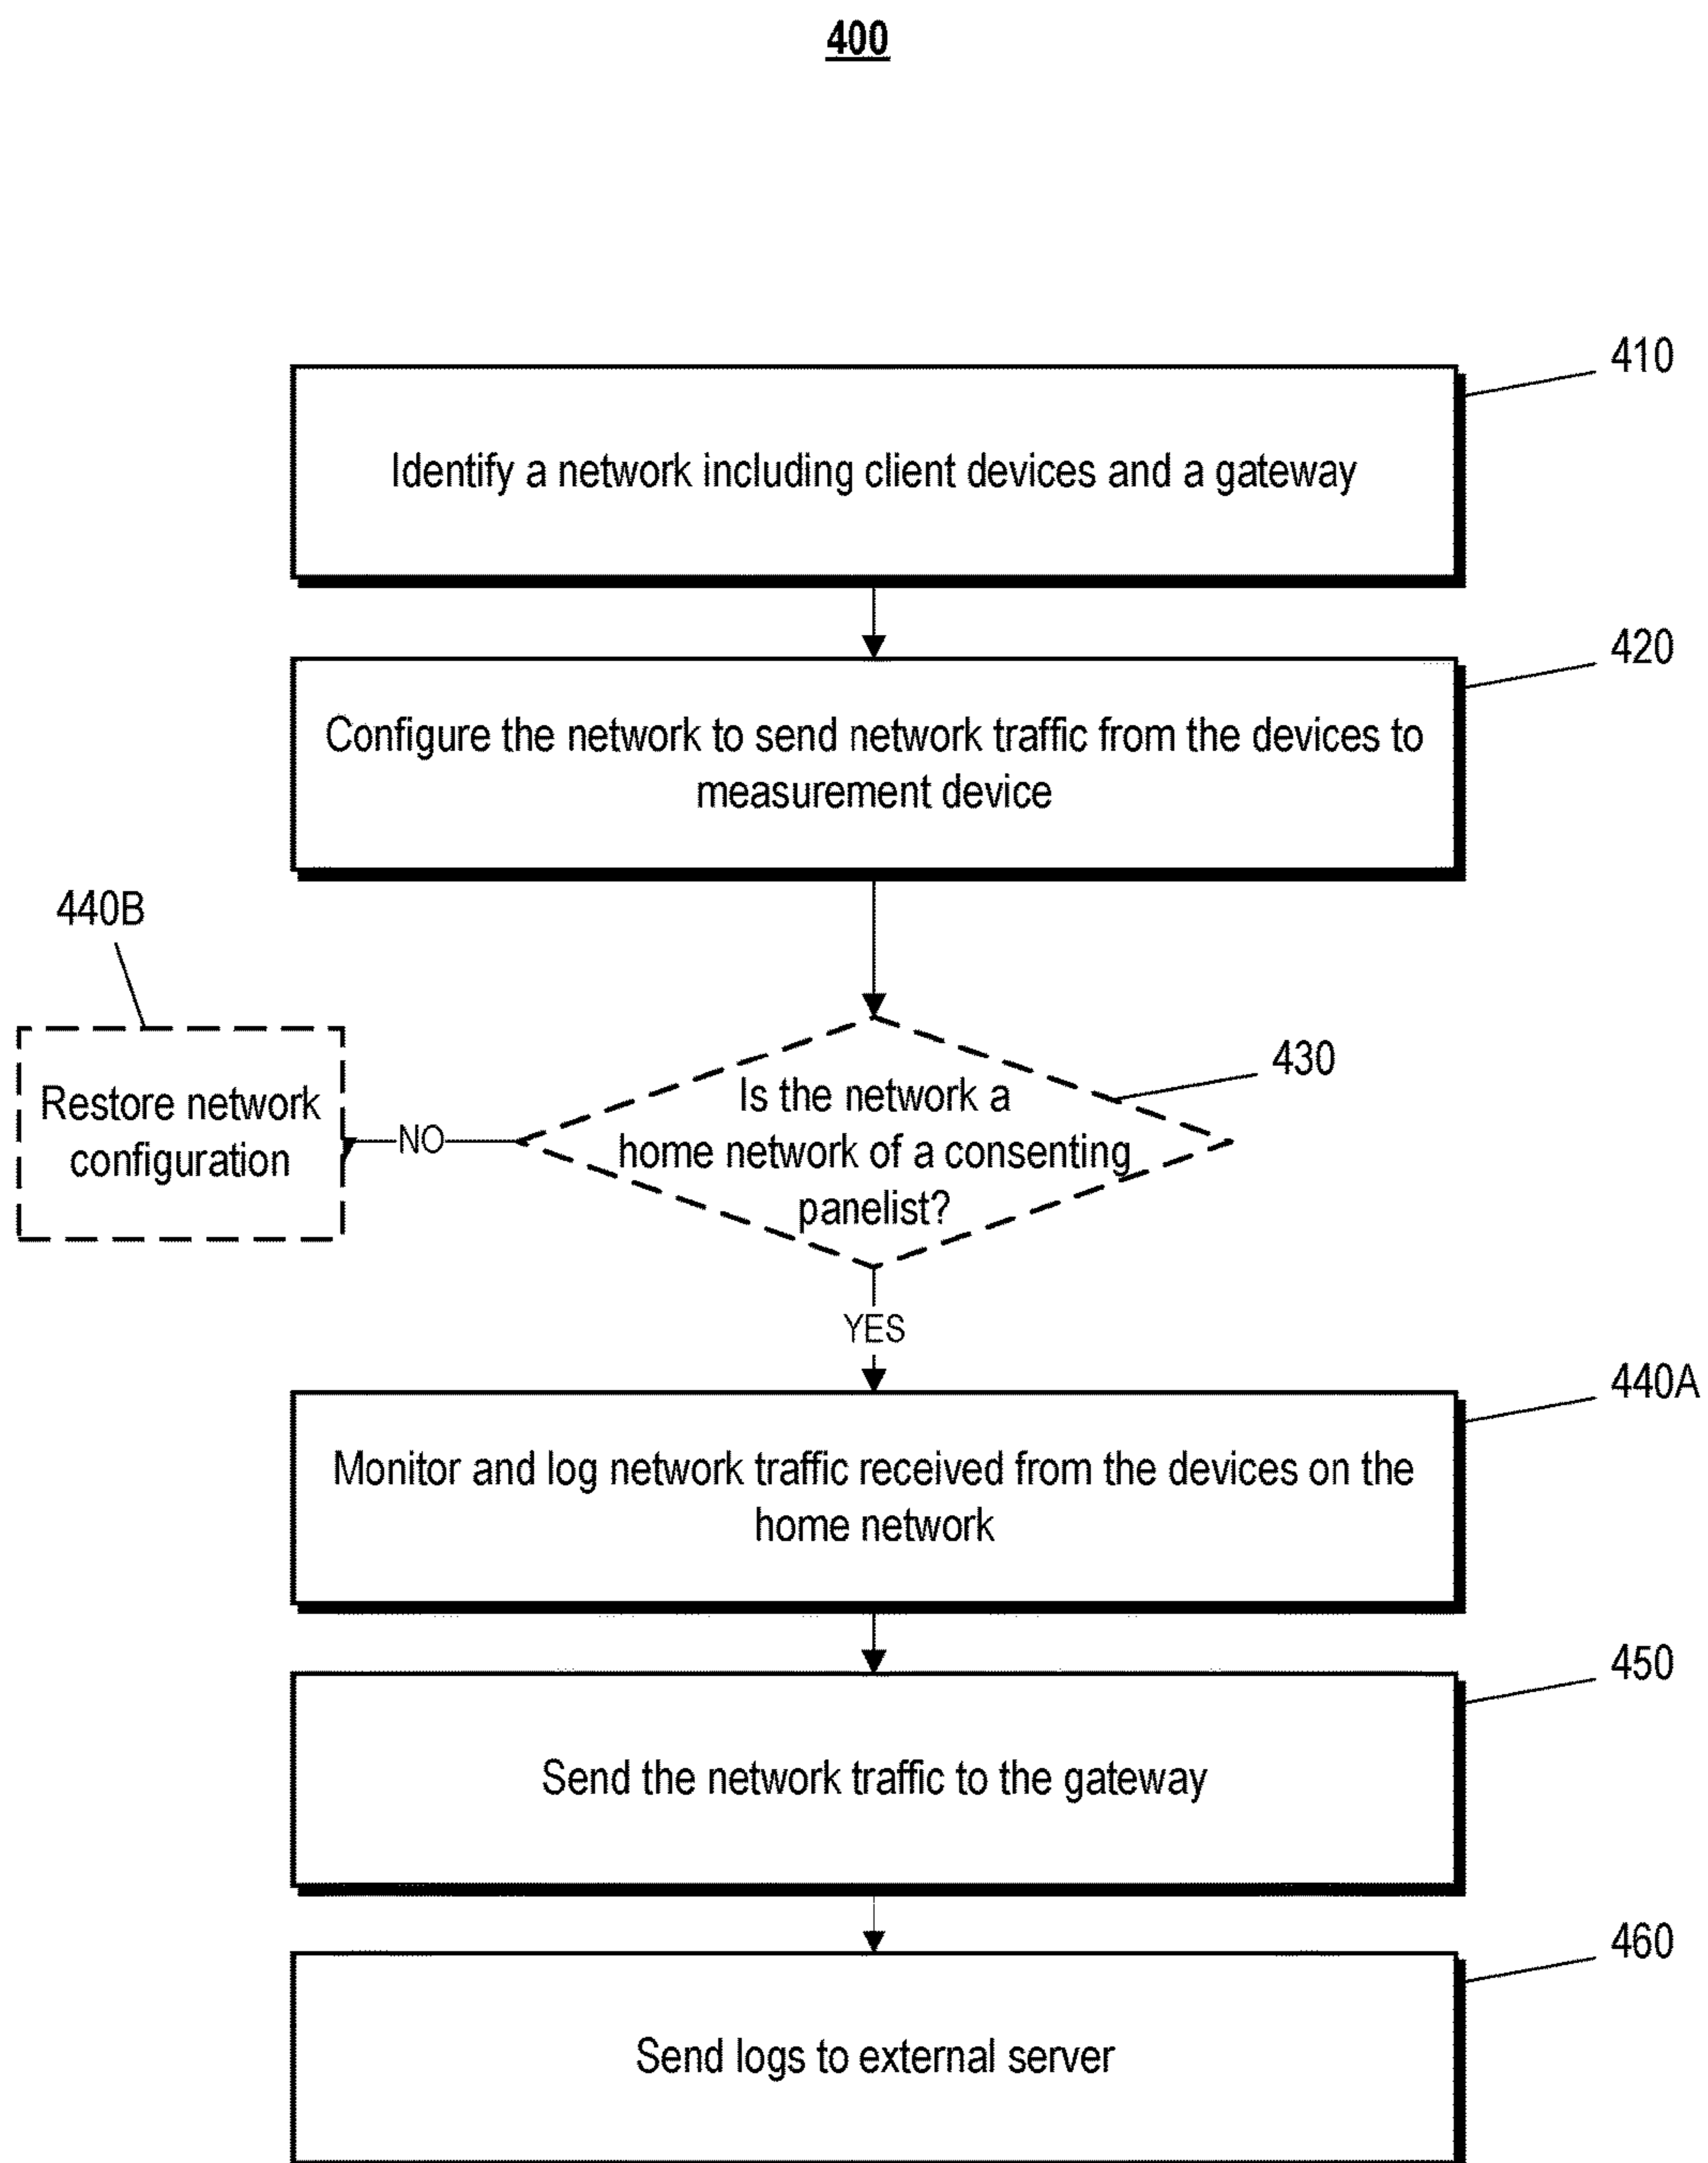 400
410
Identify a network including client devices and a gateway
420
Configure the network to send network traffic from the devices to
measurement device
440B
Restore network
configuration
NO
430
Is the network a
home network of a consenting
panelist?
YES
440A
Monitor and log network traffic received from the devices on the
home network
450
Send the network traffic to the gateway
460
Send logs to external server